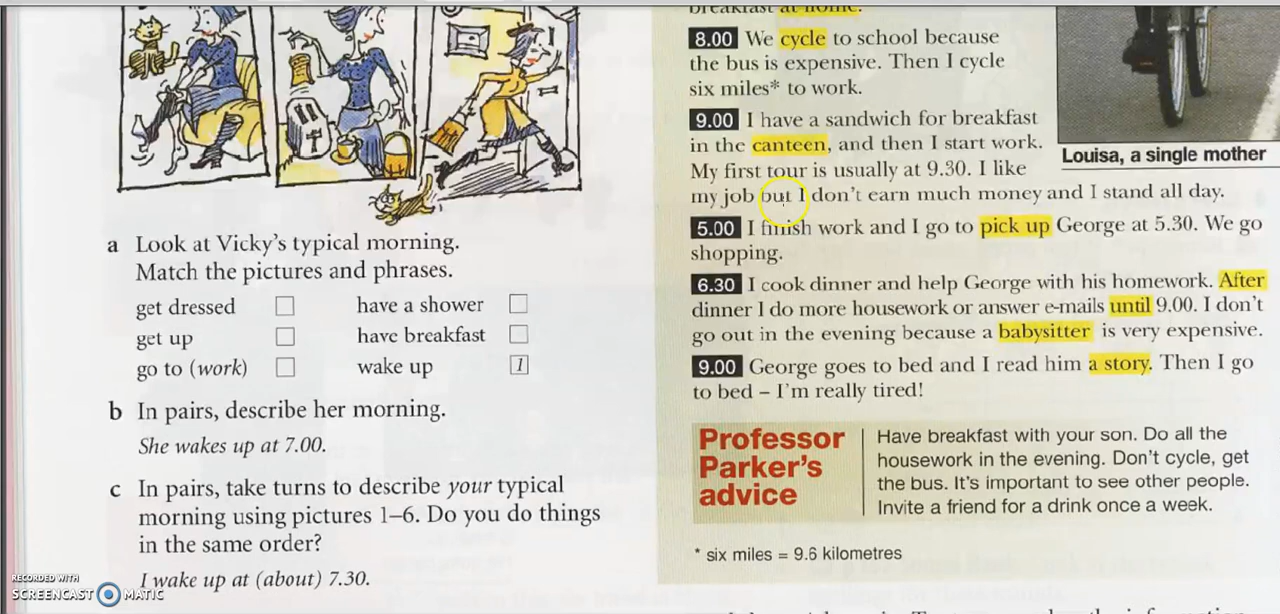 a Look at Vicky's typical morning.
Match the pictures and phrases.
get dressed have a shower
get up have breakfast
go to (work) wake up 1
b In pairs, describe her morning.
She wakes up at 7.00.
c In pairs, take turns to describe your typical
morning using pictures 1–6. Do you do things
in the same order?
I wake up at (about) 7.30.
RECORDED WITH
SCREENCAST MATIC
breakfast at home.
8.00 We cycle to school because
the bus is expensive. Then I cycle
six miles* to work.
9.00 I have a sandwich for breakfast
in the canteen, and then I start work.
My first tour is usually at 9.30. I like
my job but I don't earn much money and I stand all day.
5.00 I finish work and I go to pick up George at 5.30. We go
shopping.
6.30 I cook dinner and help George with his homework. After
dinner I do more housework or answer e-mails until 9.00. I don't
go out in the evening because a babysitter is very expensive.
9.00 George goes to bed and I read him a story. Then I go
to bed – I'm really tired!
Louisa, a single mother
Professor
Parker's
advice
Have breakfast with your son. Do all the
housework in the evening. Don't cycle, get
the bus. It's important to see other people.
Invite a friend for a drink once a week.
* six miles = 9.6 kilometres